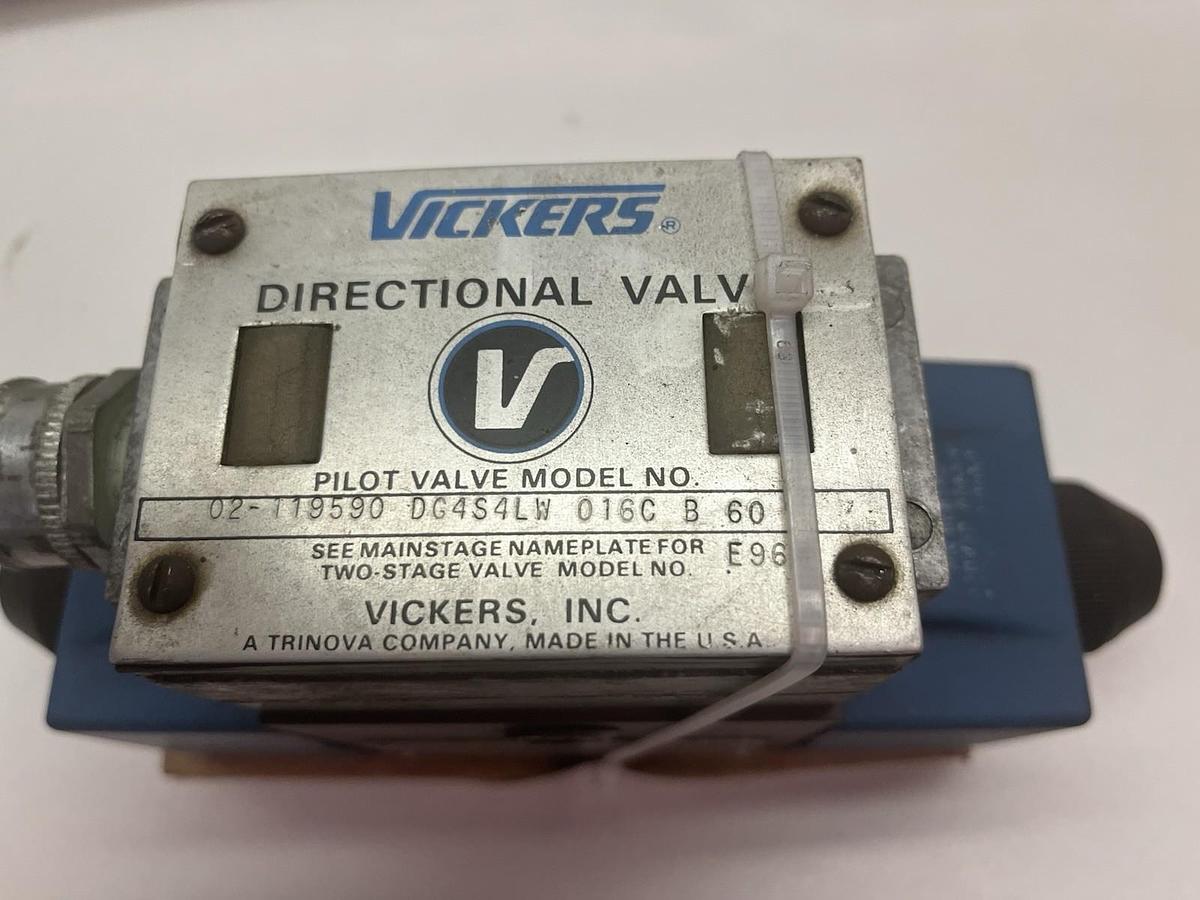 VICKERS®
DIRECTIONAL VALV
V
PILOT VALVE MODEL NO.
02-119590 DG4S4LW 016C B 60
SEE MAINSTAGE NAMEPLATE FOR E96
TWO-STAGE VALVE MODEL NO.
VICKERS, INC.
A TRINOVA COMPANY, MADE IN THE U.S.A.